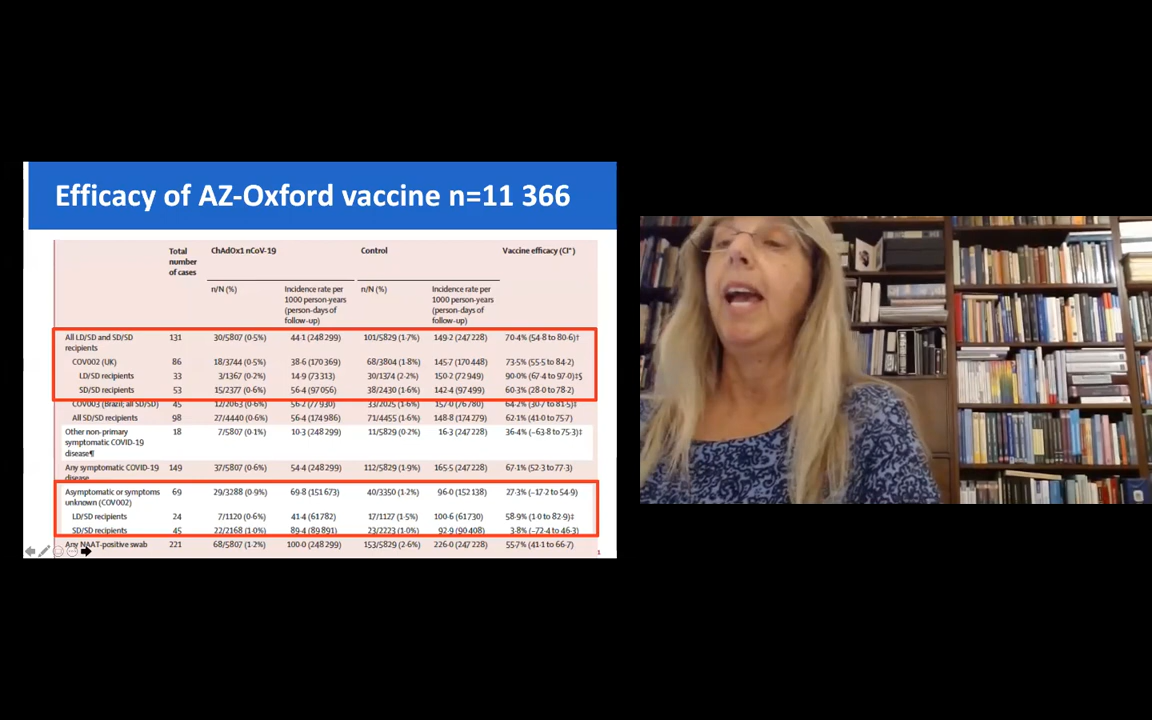 Efficacy of AZ-Oxford vaccine n=11 366
Total number of cases ChAdOx1 nCoV-19 Control Vaccine efficacy (CI*)
n/N (%) Incidence rate per 1000 person-years (person-days of follow-up) n/N (%) Incidence rate per 1000 person-years (person-days of follow-up)
All LD/SD and SD/SD recipients 131 30/5807 (0·5%) 44·1 (248 299) 101/5829 (1·7%) 149·2 (247 228) 70·4% (54·8 to 80·6)†
COV002 (UK) 86 18/3744 (0·5%) 38·6 (170 369) 68/3804 (1·8%) 145·7 (170 448) 73·5% (55·5 to 84·2)
LD/SD recipients 33 3/1367 (0·2%) 14·9 (73 313) 30/1374 (2·2%) 150·2 (72 949) 90·0% (67·4 to 97·0)‡§
SD/SD recipients 53 15/2377 (0·6%) 56·4 (97 056) 38/2430 (1·6%) 142·4 (97 499) 60·3% (28·0 to 78·2)
COV003 (Brazil; all SD/SD) 45 12/2063 (0·6%) 56·2 (77 930) 33/2025 (1·6%) 157·0 (76 780) 64·2% (30·7 to 81·5)‡
All SD/SD recipients 98 27/4440 (0·6%) 56·4 (174 986) 71/4455 (1·6%) 148·8 (174 279) 62·1% (41·0 to 75·7)
Other non-primary symptomatic COVID-19 disease¶ 18 7/5807 (0·1%) 10·3 (248 299) 11/5829 (0·2%) 16·3 (247 228) 36·4% (−63·8 to 75·3)‡
Any symptomatic COVID-19 disease 149 37/5807 (0·6%) 54·4 (248 299) 112/5829 (1·9%) 165·5 (247 228) 67·1% (52·3 to 77·3)
Asymptomatic or symptoms unknown (COV002) 69 29/3288 (0·9%) 69·8 (151 673) 40/3350 (1·2%) 96·0 (152 138) 27·3% (−17·2 to 54·9)
LD/SD recipients 24 7/1120 (0·6%) 41·4 (61 782) 17/1127 (1·5%) 100·6 (61 730) 58·9% (1·0 to 82·9)‡
SD/SD recipients 45 22/2168 (1·0%) 89·4 (89 891) 23/2223 (1·0%) 92·9 (90 408) 3·8% (−72·4 to 46·3)
Any NAAT-positive swab 221 68/5807 (1·2%) 100·0 (248 299) 153/5829 (2·6%) 226·0 (247 228) 55·7% (41·1 to 66·7)